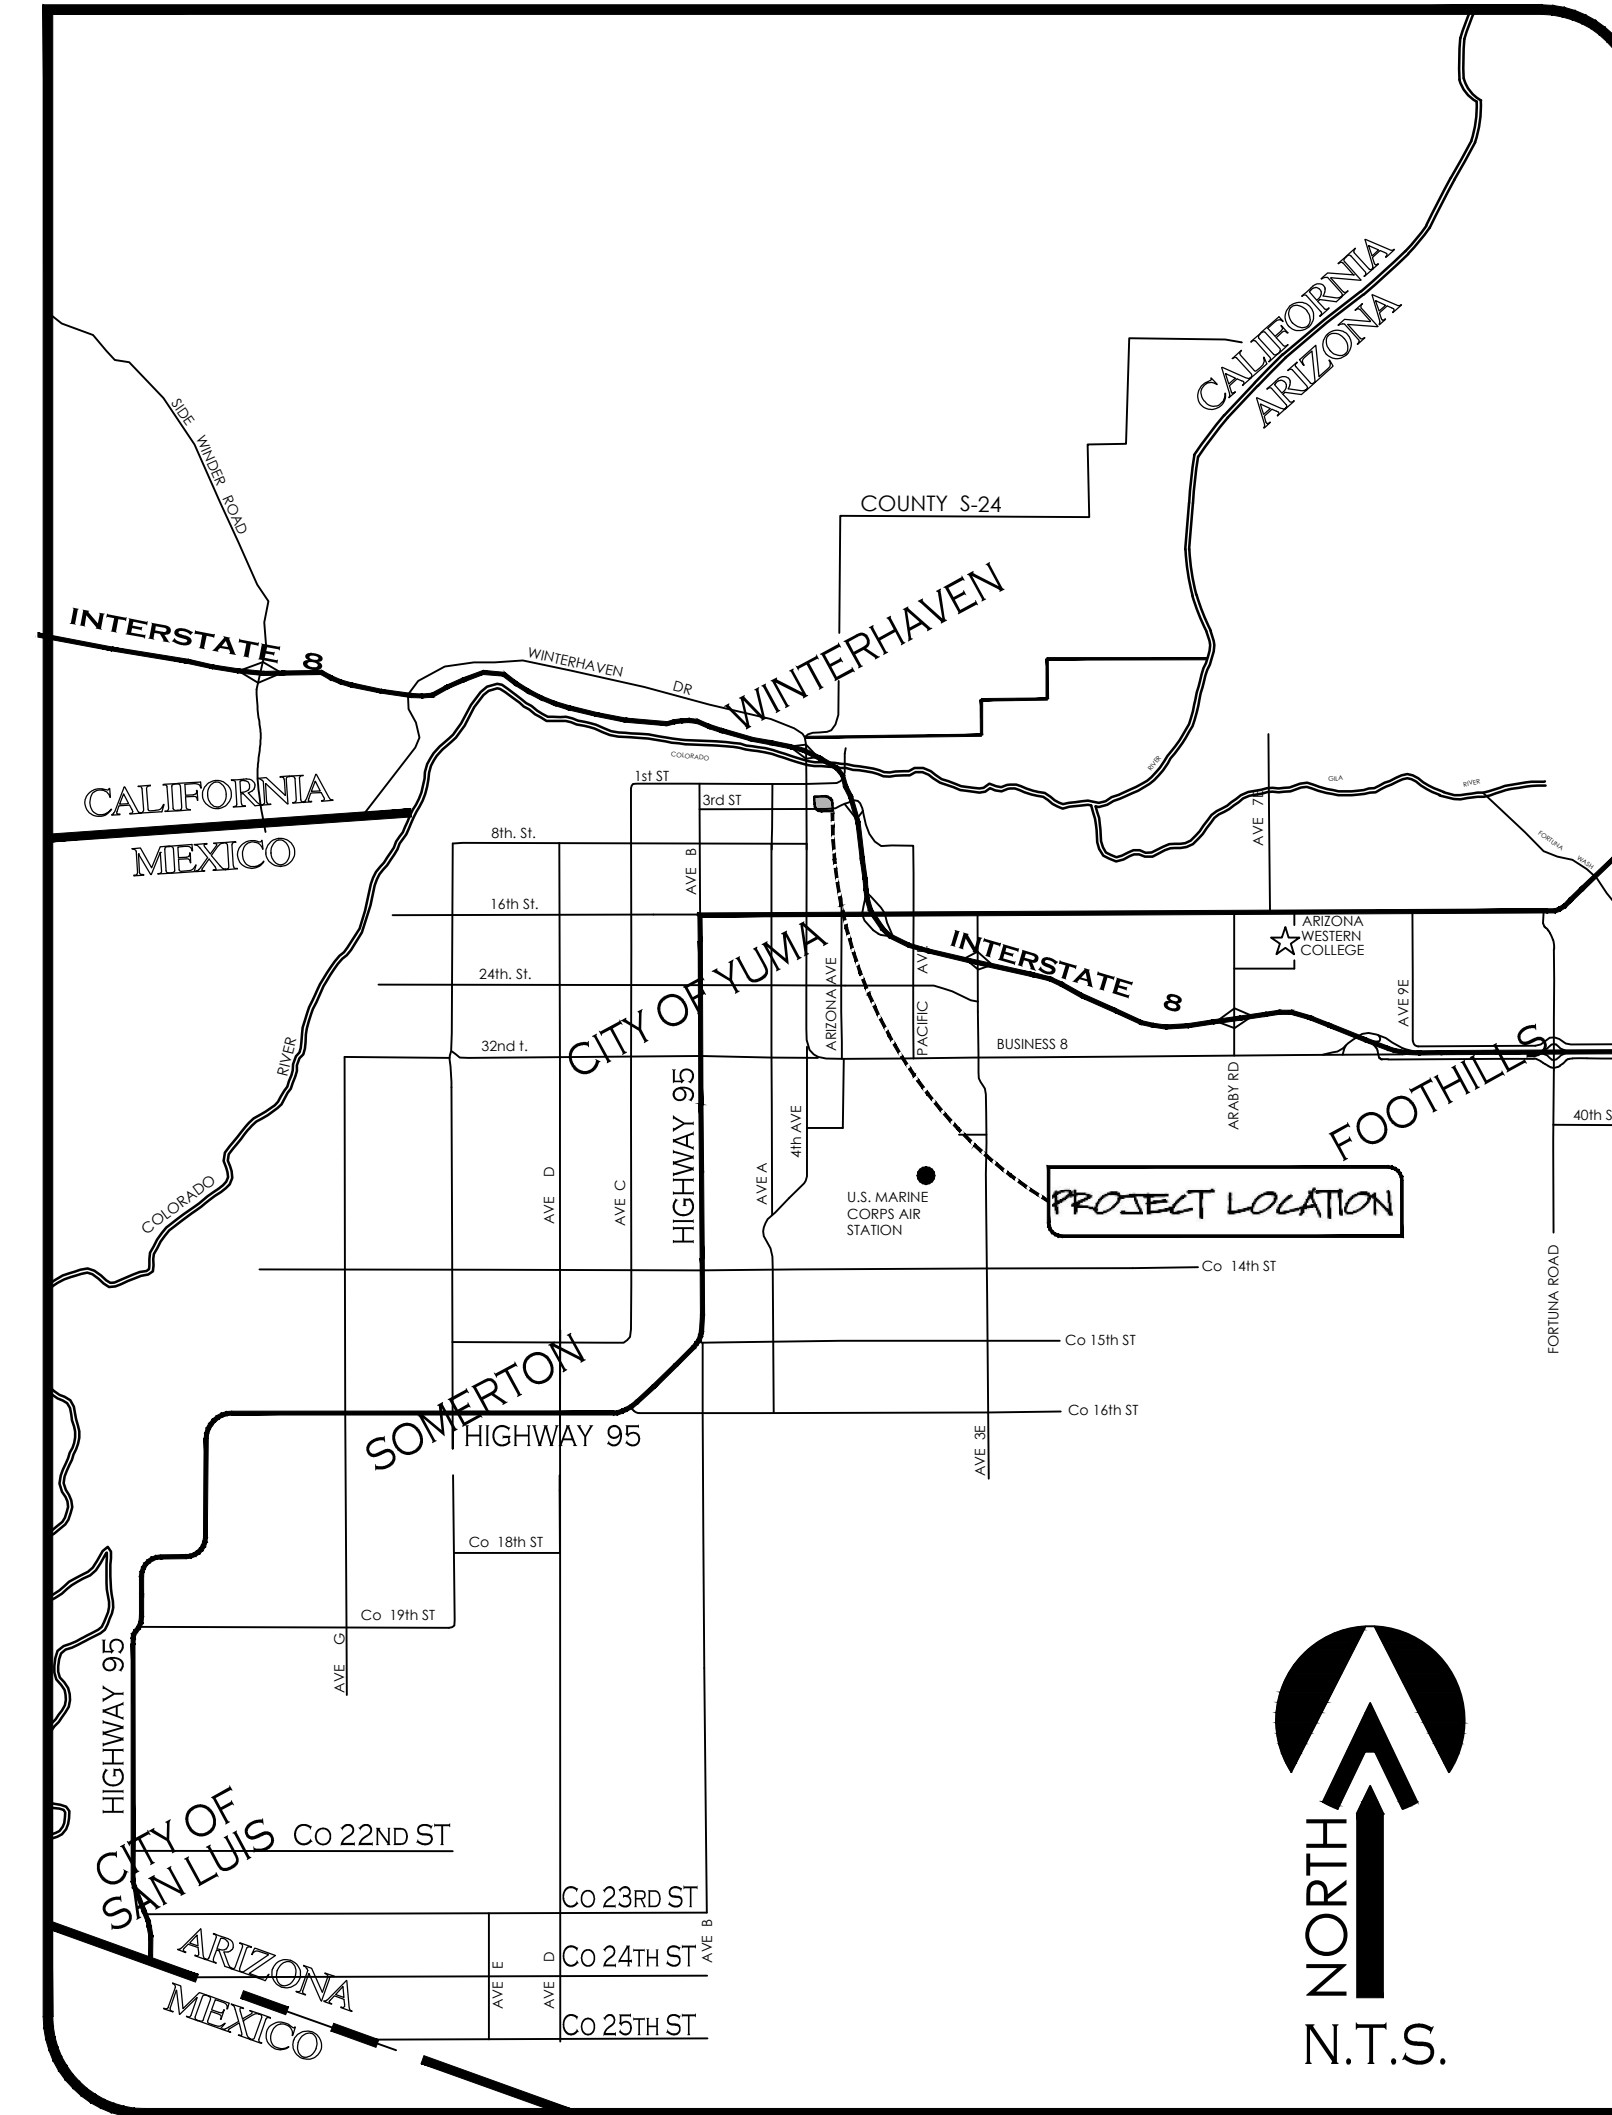 CALIFORNIA
ARIZONA
SIDE WINDER ROAD
COUNTY S-24
WINTERHAVEN
INTERSTATE 8
WINTERHAVEN DR
COLORADO
RIVER
GILA
RIVER
FORTUNA WASH
CALIFORNIA
MEXICO
1st ST
3rd ST
8th. St.
AVE B
AVE 7E
16th St.
ARIZONA
WESTERN
COLLEGE
CITY OF YUMA
INTERSTATE 8
24th. St.
ARIZONA AVE
PACIFIC AV
AVE 9E
32nd t.
BUSINESS 8
FOOTHILLS
RIVER
COLORADO
HIGHWAY 95
4th AVE
ARABY RD
40th S
AVE D
AVE C
AVE A
U.S. MARINE
CORPS AIR
STATION
PROJECT LOCATION
Co 14th ST
FORTUNA ROAD
Co 15th ST
SOMERTON
HIGHWAY 95
Co 16th ST
AVE 3E
Co 18th ST
Co 19th ST
AVE G
HIGHWAY 95
CITY OF
SAN LUIS
CO 22ND ST
CO 23RD ST
AVE B
ARIZONA
MEXICO
CO 24TH ST
AVE E
AVE D
CO 25TH ST
NORTH
N.T.S.